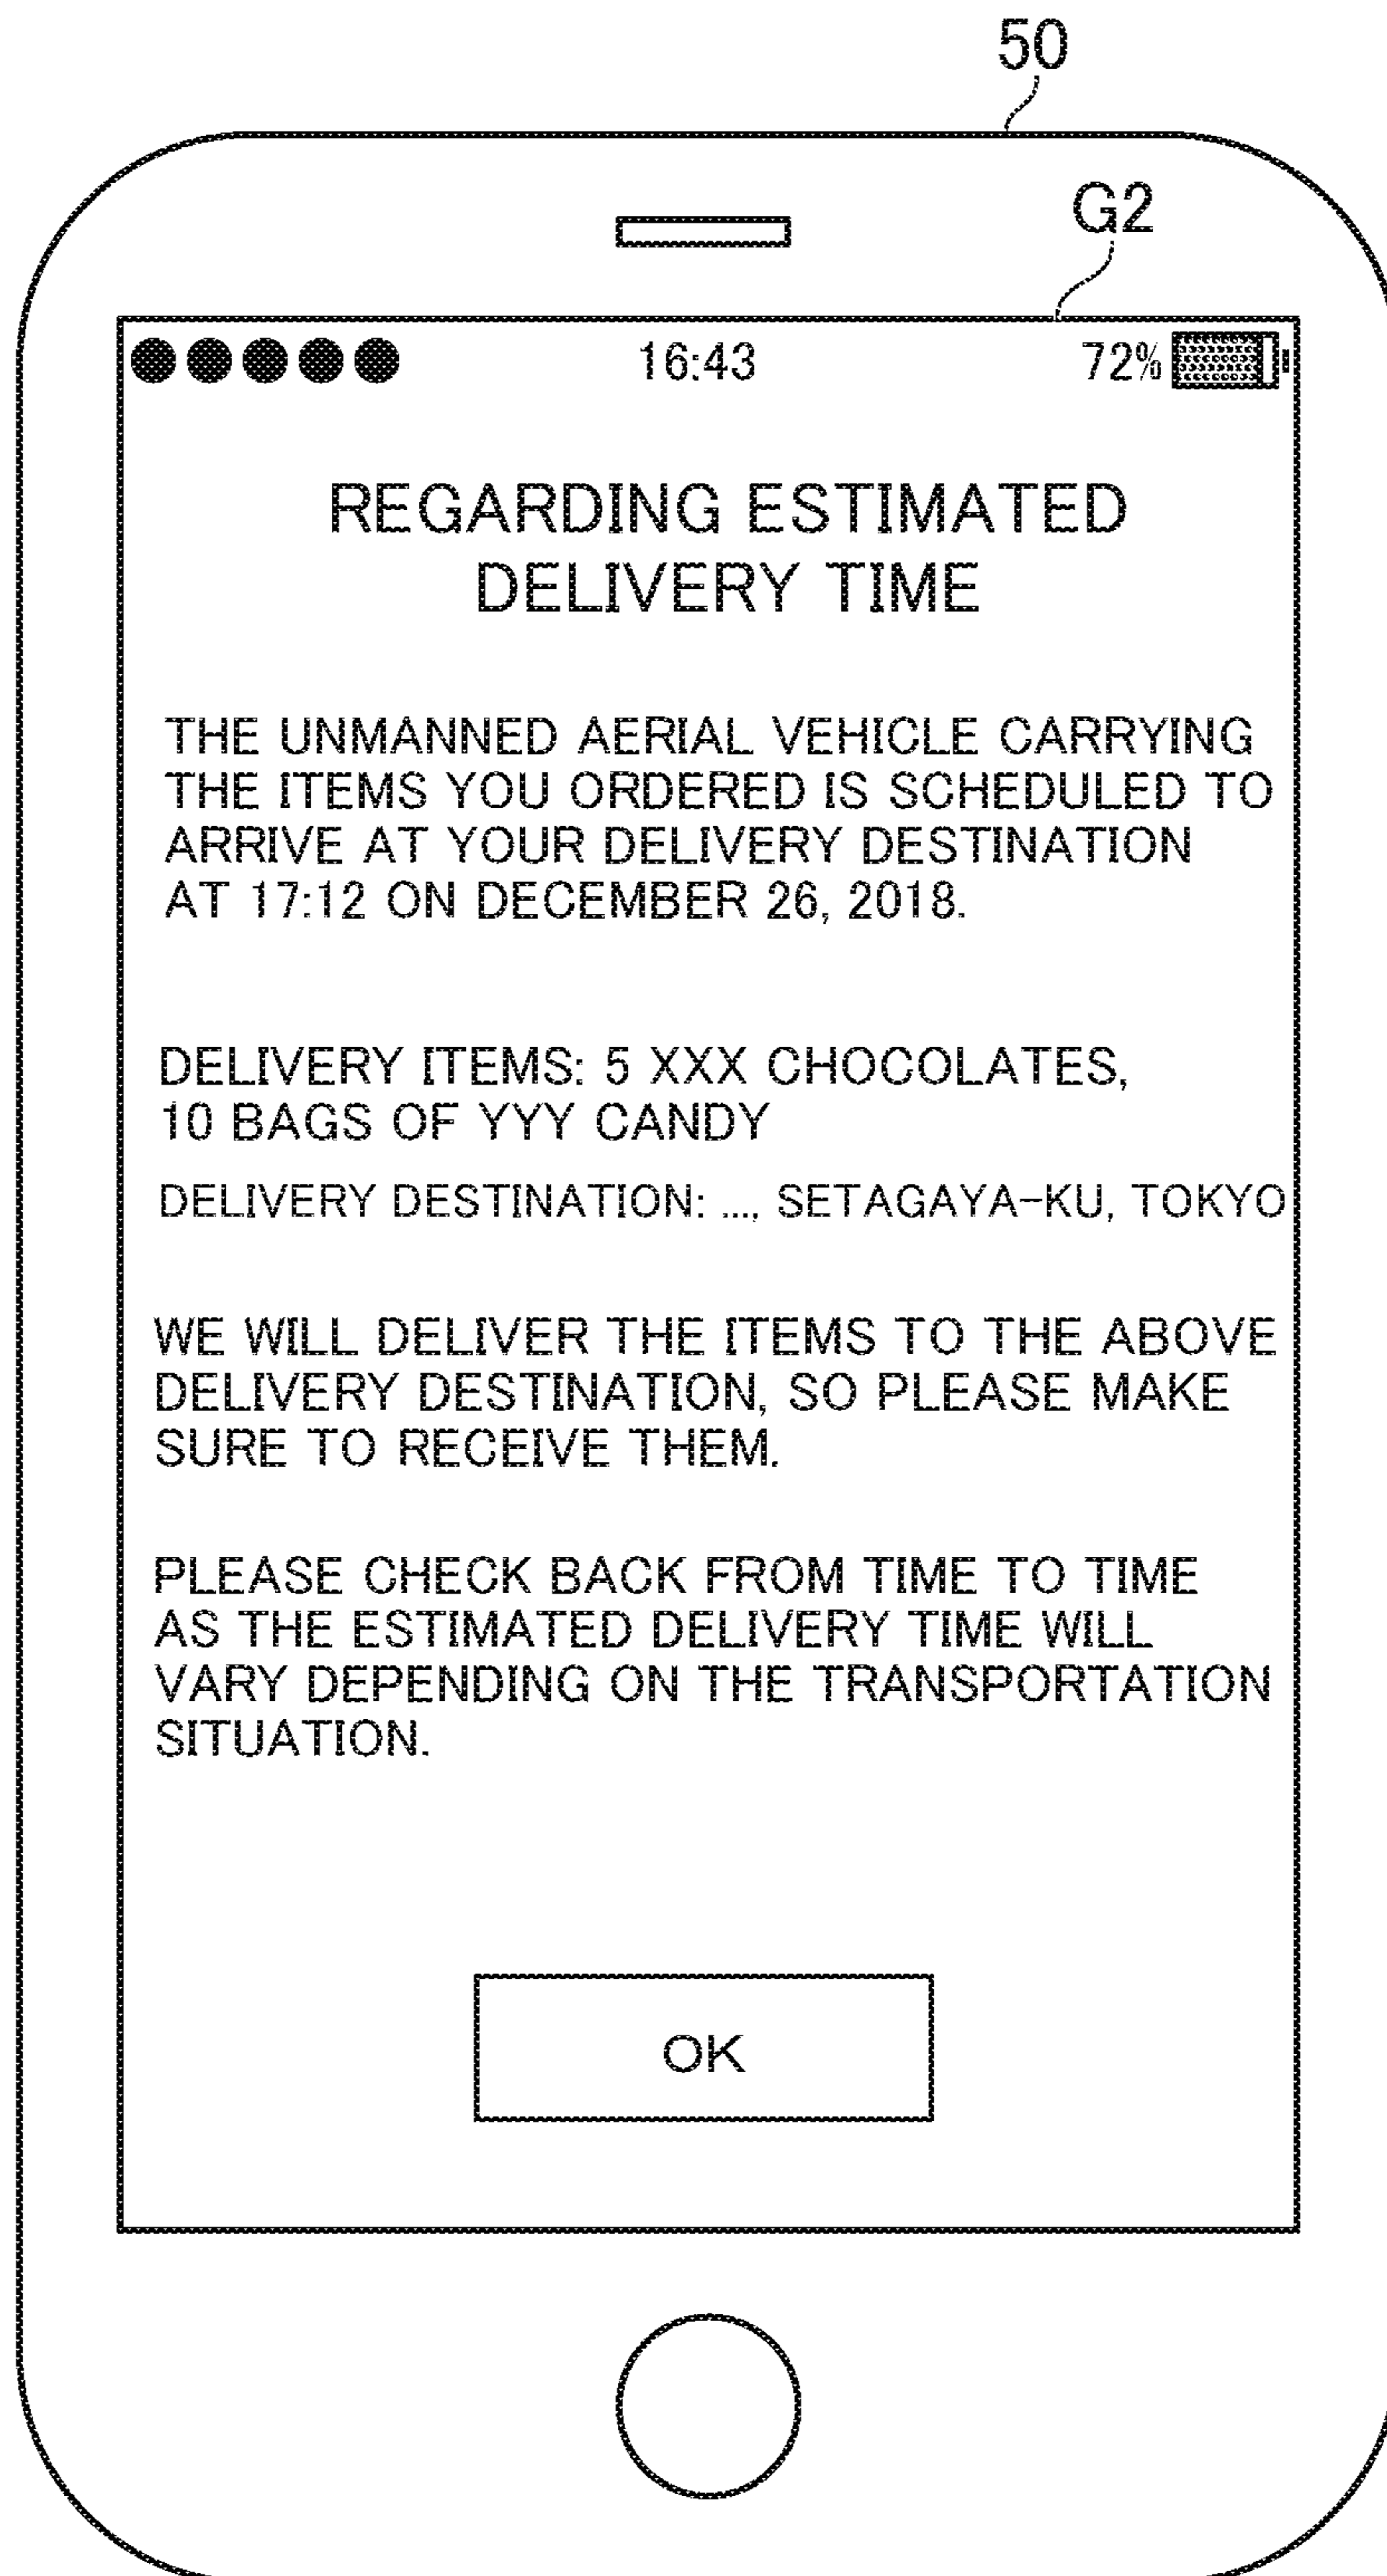 50
G2
16:43 72%
REGARDING ESTIMATED
DELIVERY TIME
THE UNMANNED AERIAL VEHICLE CARRYING
THE ITEMS YOU ORDERED IS SCHEDULED TO
ARRIVE AT YOUR DELIVERY DESTINATION
AT 17:12 ON DECEMBER 26, 2018.
DELIVERY ITEMS: 5 XXX CHOCOLATES,
10 BAGS OF YYY CANDY
DELIVERY DESTINATION: ..., SETAGAYA-KU, TOKYO
WE WILL DELIVER THE ITEMS TO THE ABOVE
DELIVERY DESTINATION, SO PLEASE MAKE
SURE TO RECEIVE THEM.
PLEASE CHECK BACK FROM TIME TO TIME
AS THE ESTIMATED DELIVERY TIME WILL
VARY DEPENDING ON THE TRANSPORTATION
SITUATION.
OK